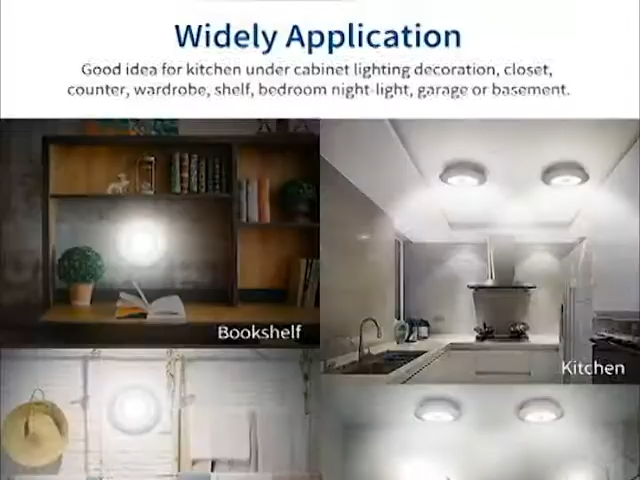 Widely Application
Good idea for kitchen under cabinet lighting decoration, closet,
counter, wardrobe, shelf, bedroom night-light, garage or basement.
Bookshelf
Kitchen